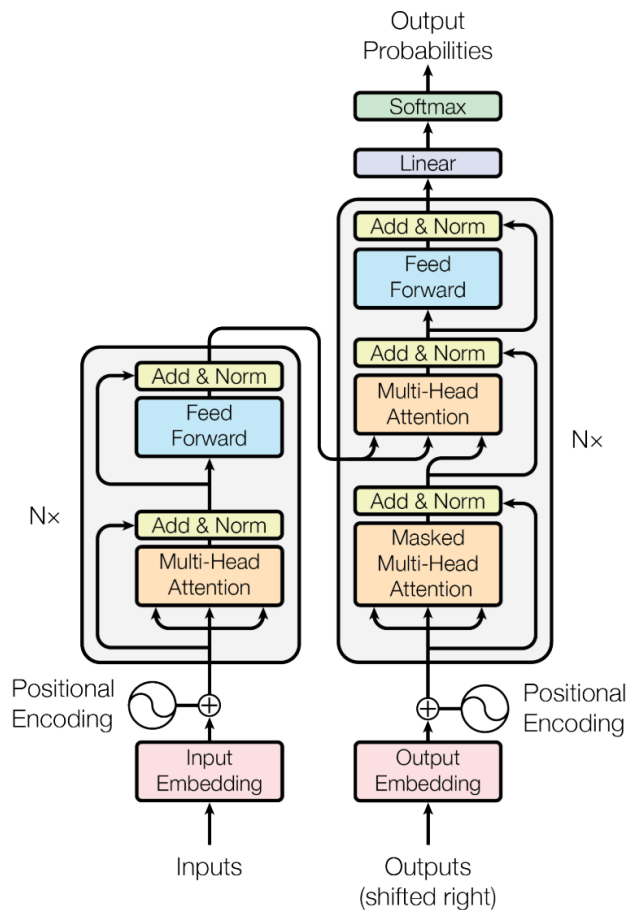 Output
Probabilities
Softmax
Linear
Add & Norm
Feed
Forward
Add & Norm
Multi-Head
Attention
Add & Norm
Masked
Multi-Head
Attention
N×
Add & Norm
Feed
Forward
Add & Norm
Multi-Head
Attention
N×
Positional
Encoding
Positional
Encoding
Input
Embedding
Output
Embedding
Inputs
Outputs
(shifted right)